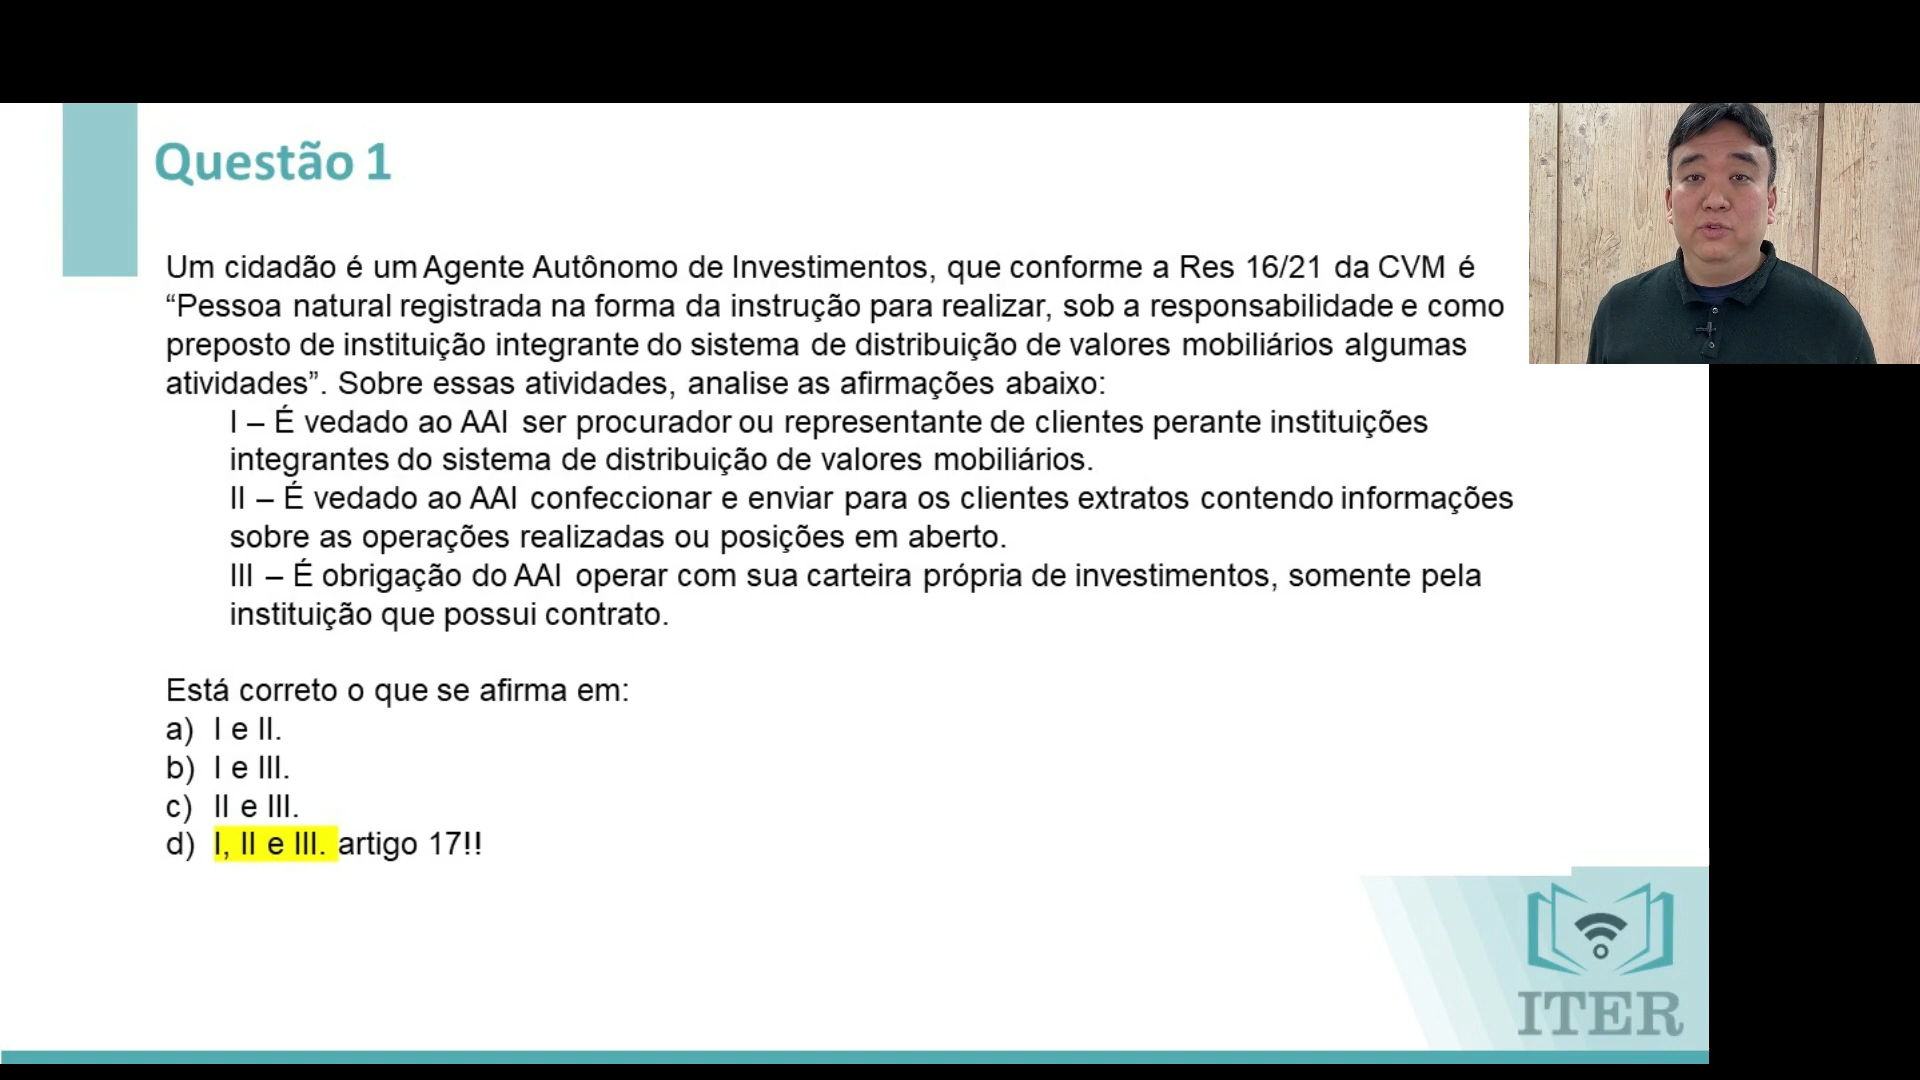 Questão 1
Um cidadão é um Agente Autônomo de Investimentos, que conforme a Res 16/21 da CVM é
“Pessoa natural registrada na forma da instrução para realizar, sob a responsabilidade e como
preposto de instituição integrante do sistema de distribuição de valores mobiliários algumas
atividades”. Sobre essas atividades, analise as afirmações abaixo:
I – É vedado ao AAI ser procurador ou representante de clientes perante instituições
integrantes do sistema de distribuição de valores mobiliários.
II – É vedado ao AAI confeccionar e enviar para os clientes extratos contendo informações
sobre as operações realizadas ou posições em aberto.
III – É obrigação do AAI operar com sua carteira própria de investimentos, somente pela
instituição que possui contrato.
Está correto o que se afirma em:
a) I e II.
b) I e III.
c) II e III.
d) I, II e III. artigo 17!!
ITER